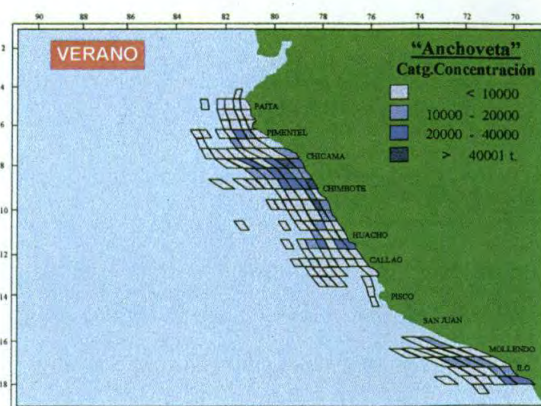 90 88 86 84 82 80 78 76 74 72 70
VERANO
"Anchoveta"
Catg.Concentración
< 10000
10000 - 20000
20000 - 40000
> 40001 t.
2
4
6
8
10
12
14
16
18
PAITA
PIMENTEL
CHICAMA
CHIMBOTE
HUACHO
CALLAO
PISCO
SAN JUAN
MOLLENDO
ILO